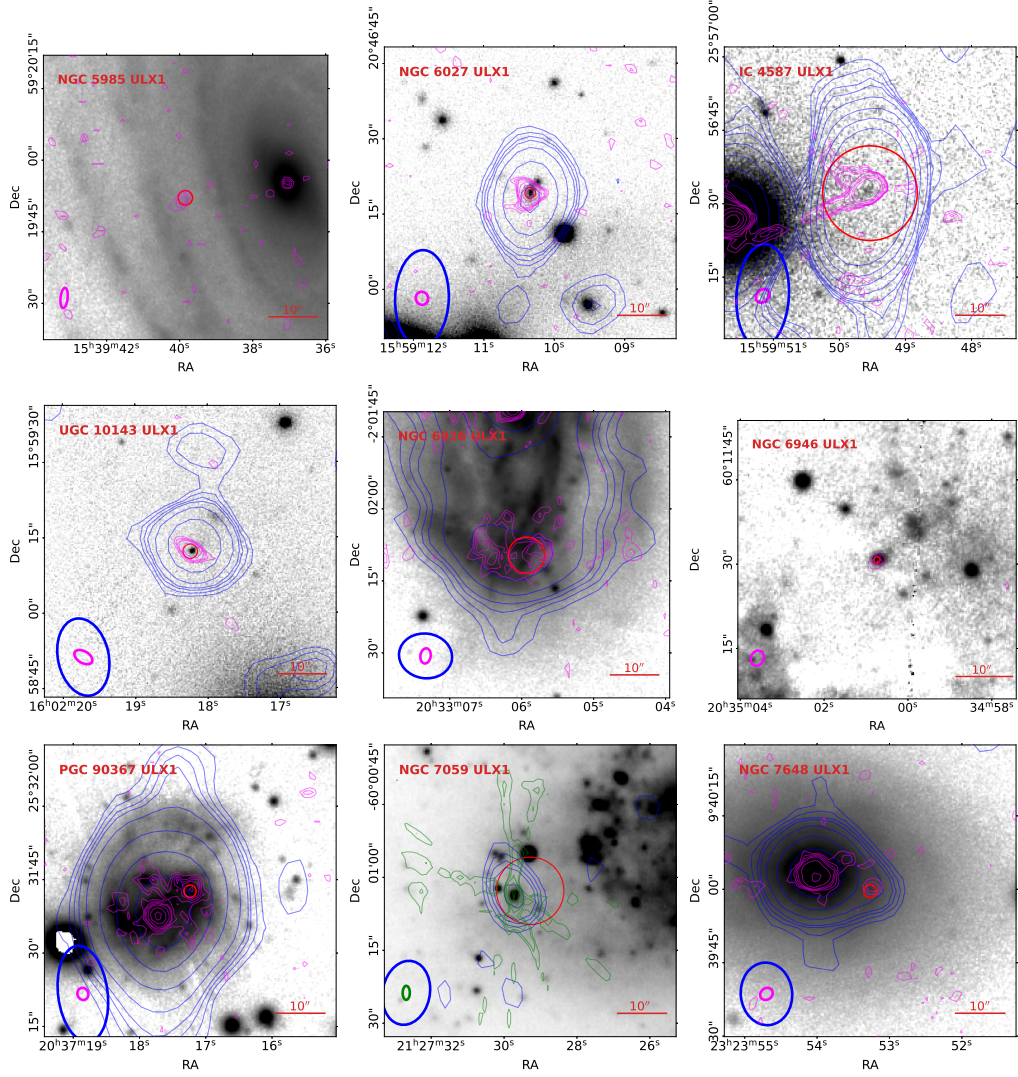 NGC 5985 ULX1
59°20'15"
00"
19'45"
30"
Dec
10"
15ʰ39ᵐ42ˢ
40ˢ
38ˢ
36ˢ
RA
NGC 6027 ULX1
20°46'45"
30"
15"
00"
Dec
10"
15ʰ59ᵐ12ˢ
11ˢ
10ˢ
09ˢ
RA
IC 4587 ULX1
25°57'00"
56'45"
30"
15"
Dec
10"
15ʰ59ᵐ51ˢ
50ˢ
49ˢ
48ˢ
RA
UGC 10143 ULX1
15°59'30"
15"
00"
58'45"
Dec
10"
16ʰ02ᵐ20ˢ
19ˢ
18ˢ
17ˢ
RA
NGC 6926 ULX1
-2°01'45"
02'00"
15"
30"
Dec
10"
20ʰ33ᵐ07ˢ
06ˢ
05ˢ
04ˢ
RA
NGC 6946 ULX1
60°11'45"
30"
15"
Dec
10"
20ʰ35ᵐ04ˢ
02ˢ
00ˢ
34ᵐ58ˢ
RA
PGC 90367 ULX1
25°32'00"
31'45"
30"
15"
Dec
10"
20ʰ37ᵐ19ˢ
18ˢ
17ˢ
16ˢ
RA
NGC 7059 ULX1
-60°00'45"
01'00"
15"
30"
Dec
10"
21ʰ27ᵐ32ˢ
30ˢ
28ˢ
26ˢ
RA
NGC 7648 ULX1
9°40'15"
00"
39'45"
30"
Dec
10"
23ʰ23ᵐ55ˢ
54ˢ
53ˢ
52ˢ
RA